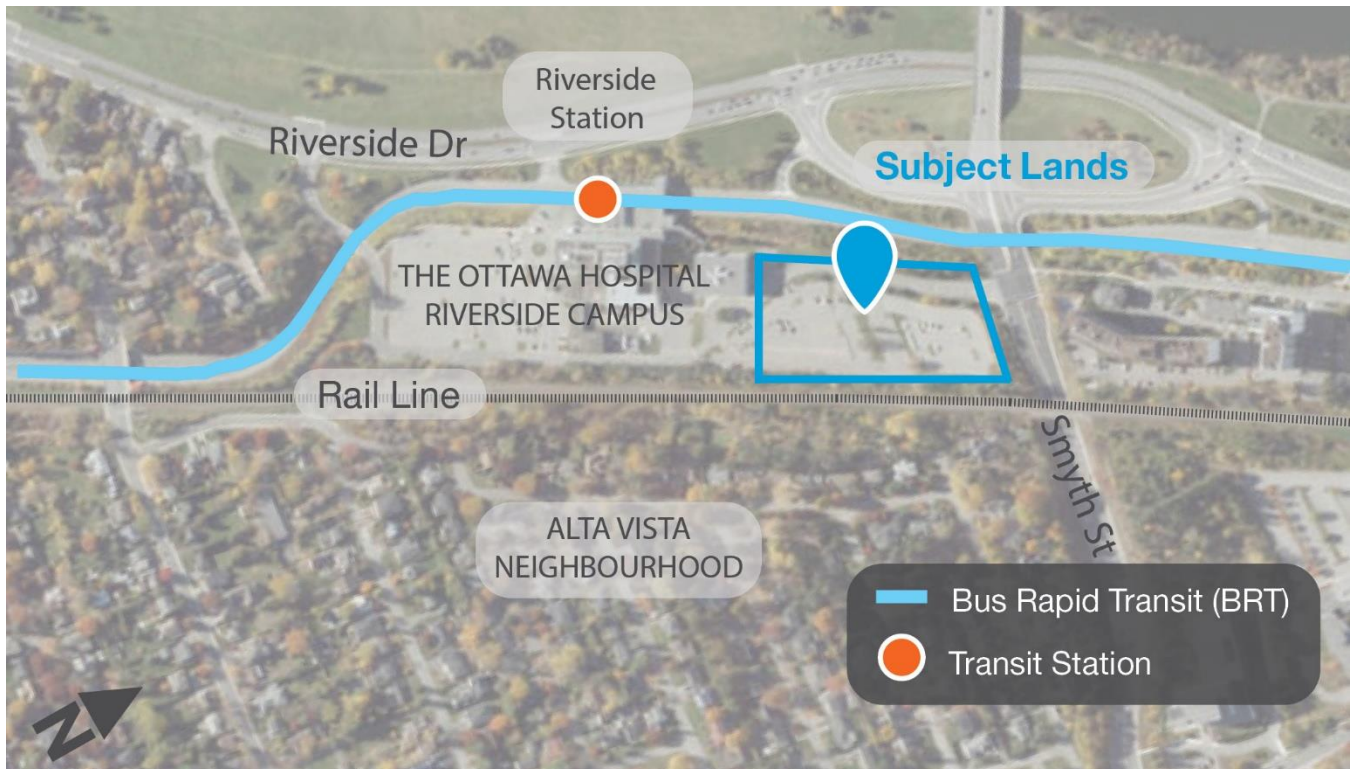 Riverside
Station
Riverside Dr
Subject Lands
THE OTTAWA HOSPITAL
RIVERSIDE CAMPUS
Rail Line
Smyth St
ALTA VISTA
NEIGHBOURHOOD
Bus Rapid Transit (BRT)
Transit Station
N